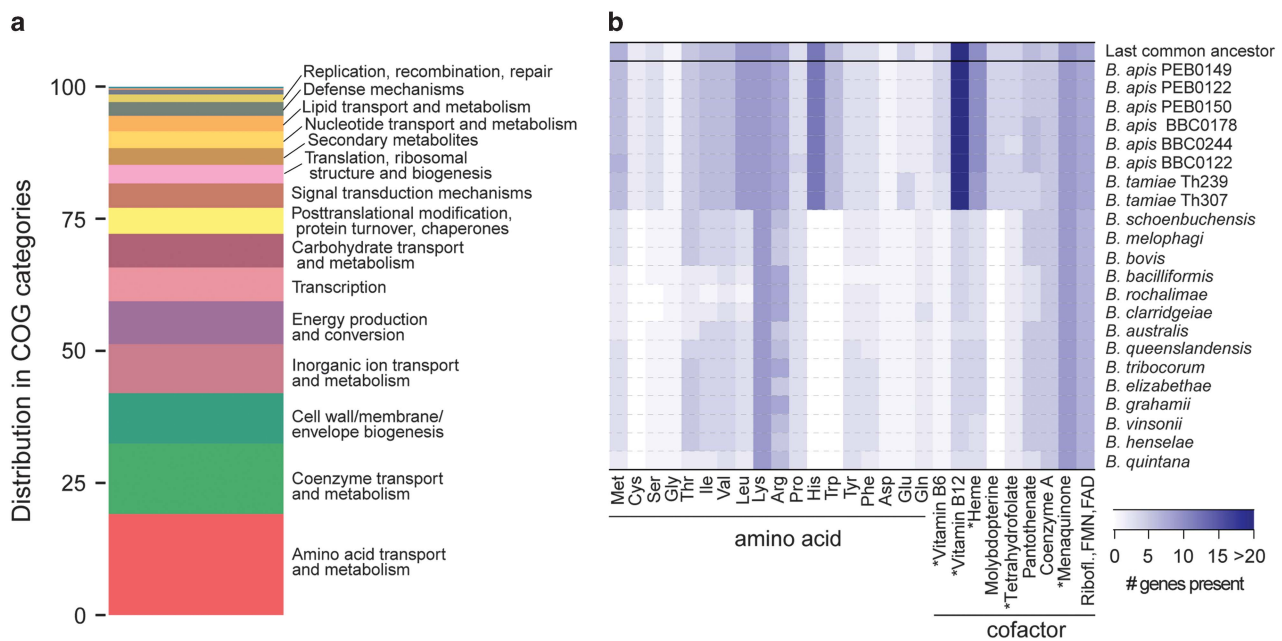 a
Distribution in COG categories
100
75
50
25
0
Replication, recombination, repair
Defense mechanisms
Lipid transport and metabolism
Nucleotide transport and metabolism
Secondary metabolites
Translation, ribosomal
structure and biogenesis
Signal transduction mechanisms
Posttranslational modification,
protein turnover, chaperones
Carbohydrate transport
and metabolism
Transcription
Energy production
and conversion
Inorganic ion transport
and metabolism
Cell wall/membrane/
envelope biogenesis
Coenzyme transport
and metabolism
Amino acid transport
and metabolism
b
Last common ancestor
B. apis PEB0149
B. apis PEB0122
B. apis PEB0150
B. apis BBC0178
B. apis BBC0244
B. apis BBC0122
B. tamiae Th239
B. tamiae Th307
B. schoenbuchensis
B. melophagi
B. bovis
B. bacilliformis
B. rochalimae
B. clarridgeiae
B. australis
B. queenslandensis
B. tribocorum
B. elizabethae
B. grahamii
B. vinsonii
B. henselae
B. quintana
Met
Cys
Ser
Gly
Thr
Ile
Val
Leu
Lys
Arg
Pro
His
Trp
Tyr
Phe
Asp
Glu
Gln
*Vitamin B6
*Vitamin B12
*Heme
Molybdopterine
*Tetrahydrofolate
Pantothenate
Coenzyme A
*Menaquinone
Ribofl.,FMN,FAD
amino acid
cofactor
0 5 10 15 >20
# genes present